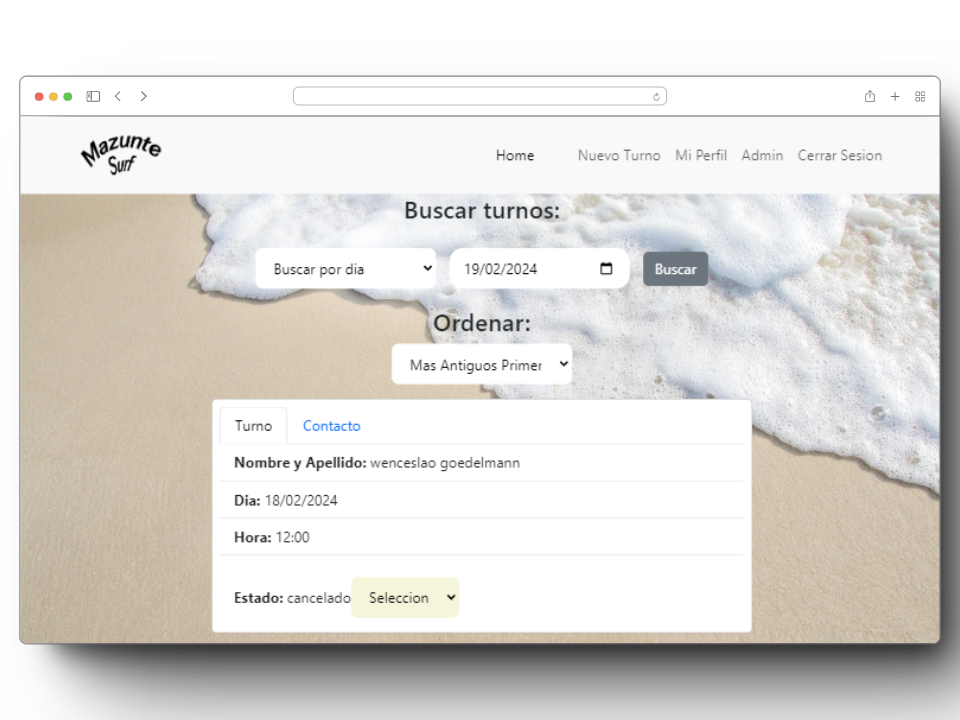 Mazunte
Surf
Home Nuevo Turno Mi Perfil Admin Cerrar Sesion
Buscar turnos:
Buscar por dia 19/02/2024 Buscar
Ordenar:
Mas Antiguos Primer
Turno Contacto
Nombre y Apellido: wenceslao goedelmann
Dia: 18/02/2024
Hora: 12:00
Estado: cancelado Seleccion